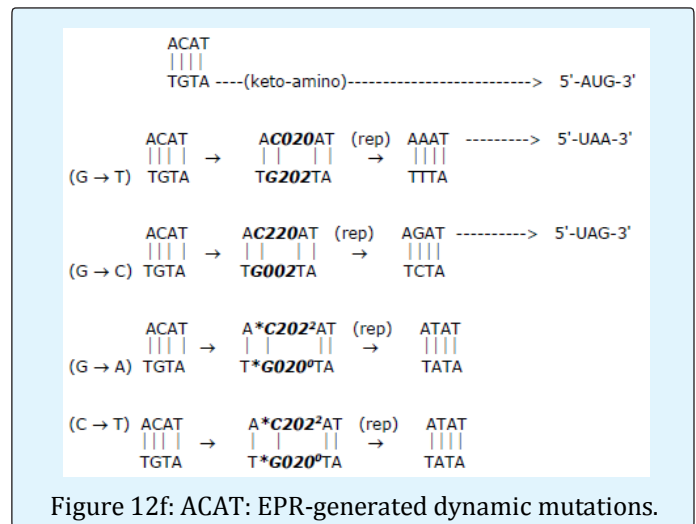 ACAT
||||
TGTA ----(keto-amino)--------------------------> 5'-AUG-3'
ACAT AC020AT (rep) AAAT ---------> 5'-UAA-3'
|||| → || || → ||||
(G → T) TGTA TG202TA TTTA
ACAT AC220AT (rep) AGAT ----------> 5'-UAG-3'
|||| → || || → ||||
(G → C) TGTA TG002TA TCTA
ACAT A*C202²AT (rep) ATAT
|||| → || || → ||||
(G → A) TGTA T*G020⁰TA TATA
(C → T) ACAT A*C202²AT (rep) ATAT
|||| → || || → ||||
TGTA T*G020⁰TA TATA
Figure 12f: ACAT: EPR-generated dynamic mutations.